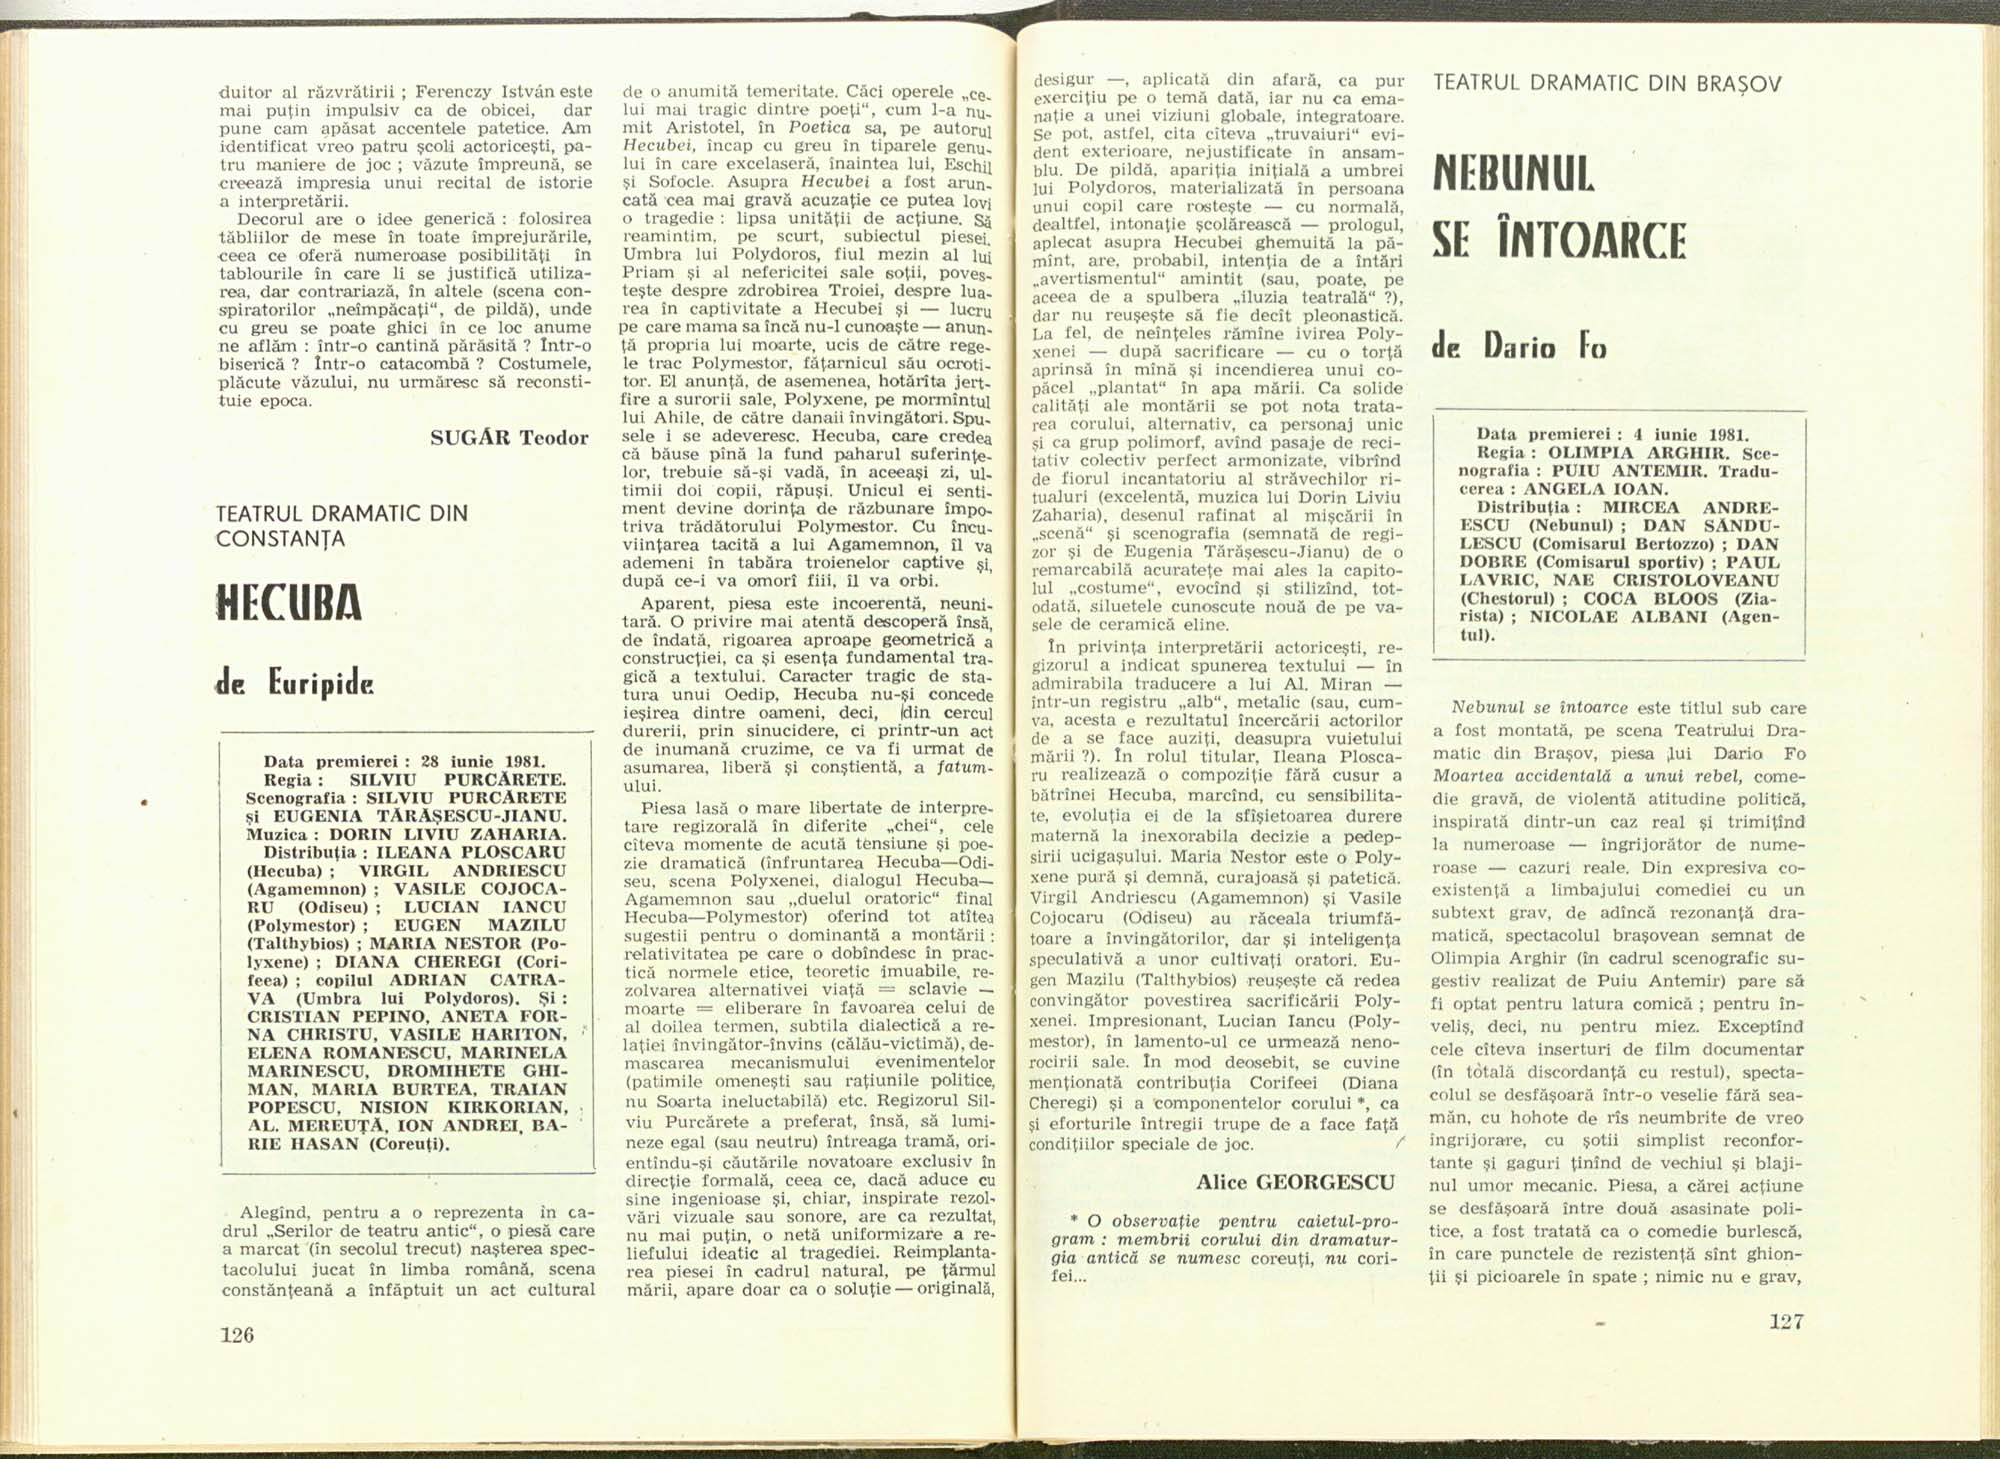 duitor al răzvrătirii ; Ferenczy István este
mai puțin impulsiv ca de obicei, dar
pune cam apăsat accentele patetice. Am
identificat vreo patru școli actoricești, pa-
tru maniere de joc ; văzute împreună, se
creează impresia unui recital de istorie
a interpretării.
Decorul are o idee generică : folosirea
tăbliilor de mese în toate împrejurările,
ceea ce oferă numeroase posibilități în
tablourile în care li se justifică utiliza-
rea, dar contrariază, în altele (scena con-
spiratorilor „neîmpăcați“, de pildă), unde
cu greu se poate ghici în ce loc anume
ne aflăm : într-o cantină părăsită ? Într-o
biserică ? Într-o catacombă ? Costumele,
plăcute văzului, nu urmăresc să reconsti-
tuie epoca.
SUGÁR Teodor
TEATRUL DRAMATIC DIN
CONSTANȚA
HECUBA
de Euripide
Data premierei : 28 iunie 1981.
Regia : SILVIU PURCĂRETE.
Scenografia : SILVIU PURCĂRETE
și EUGENIA TĂRĂȘESCU-JIANU.
Muzica : DORIN LIVIU ZAHARIA.
Distribuția : ILEANA PLOSCARU
(Hecuba) ; VIRGIL ANDRIESCU
(Agamemnon) ; VASILE COJOCA-
RU (Odiseu) ; LUCIAN IANCU
(Polymestor) ; EUGEN MAZILU
(Talthybios) ; MARIA NESTOR (Po-
lyxene) ; DIANA CHEREGI (Cori-
feea) ; copilul ADRIAN CATRA-
VA (Umbra lui Polydoros). Și :
CRISTIAN PEPINO, ANETA FOR-
NA CHRISTU, VASILE HARITON,
ELENA ROMANESCU, MARINELA
MARINESCU, DROMIHETE GHI-
MAN, MARIA BURTEA, TRAIAN
POPESCU, NISION KIRKORIAN,
AL. MEREUȚĂ, ION ANDREI, BA-
RIE HASAN (Coreuți).
Alegînd, pentru a o reprezenta în ca-
drul „Serilor de teatru antic“, o piesă care
a marcat (în secolul trecut) nașterea spec-
tacolului jucat în limba română, scena
constănțeană a înfăptuit un act cultural
126
de o anumită temeritate. Căci operele „ce-
lui mai tragic dintre poeți“, cum l-a nu-
mit Aristotel, în Poetica sa, pe autorul
Hecubei, încap cu greu în tiparele genu-
lui în care excelaseră, înaintea lui, Eschil
și Sofocle. Asupra Hecubei a fost arun-
cată cea mai gravă acuzație ce putea lovi
o tragedie : lipsa unității de acțiune. Să
reamintim, pe scurt, subiectul piesei.
Umbra lui Polydoros, fiul mezin al lui
Priam și al nefericitei sale soții, poves-
tește despre zdrobirea Troiei, despre lua-
rea în captivitate a Hecubei și — lucru
pe care mama sa încă nu-l cunoaște — anun-
ță propria lui moarte, ucis de către rege-
le trac Polymestor, fățarnicul său ocroti-
tor. El anunță, de asemenea, hotărîta jert-
fire a surorii sale, Polyxene, pe mormîntul
lui Ahile, de către danaii învingători. Spu-
sele i se adeveresc. Hecuba, care credea
că băuse pînă la fund paharul suferințe-
lor, trebuie să-și vadă, în aceeași zi, ul-
timii doi copii, răpuși. Unicul ei senti-
ment devine dorința de răzbunare împo-
triva trădătorului Polymestor. Cu încu-
viințarea tacită a lui Agamemnon, îl va
ademeni în tabăra troienelor captive și,
după ce-i va omorî fiii, îl va orbi.
Aparent, piesa este incoerentă, neuni-
tară. O privire mai atentă descoperă însă,
de îndată, rigoarea aproape geometrică a
construcției, ca și esența fundamental tra-
gică a textului. Caracter tragic de sta-
tura unui Oedip, Hecuba nu-și concede
ieșirea dintre oameni, deci, din cercul
durerii, prin sinucidere, ci printr-un act
de inumană cruzime, ce va fi urmat de
asumarea, liberă și conștientă, a fatum-
ului.
Piesa lasă o mare libertate de interpre-
tare regizorală în diferite „chei“, cele
cîteva momente de acută tensiune și poe-
zie dramatică (înfruntarea Hecuba—Odi-
seu, scena Polyxenei, dialogul Hecuba—
Agamemnon sau „duelul oratoric“ final
Hecuba—Polymestor) oferind tot atîtea
sugestii pentru o dominantă a montării :
relativitatea pe care o dobîndesc în prac-
tică normele etice, teoretic imuabile, re-
zolvarea alternativei viață = sclavie —
moarte = eliberare în favoarea celui de
al doilea termen, subtila dialectică a re-
lației învingător-învins (călău-victimă), de-
mascarea mecanismului evenimentelor
(patimile omenești sau rațiunile politice,
nu Soarta ineluctabilă) etc. Regizorul Sil-
viu Purcărete a preferat, însă, să lumi-
neze egal (sau neutru) întreaga tramă, ori-
entîndu-și căutările novatoare exclusiv în
direcție formală, ceea ce, dacă aduce cu
sine ingenioase și, chiar, inspirate rezol-
vări vizuale sau sonore, are ca rezultat,
nu mai puțin, o netă uniformizare a re-
liefului ideatic al tragediei. Reimplanta-
rea piesei în cadrul natural, pe țărmul
mării, apare doar ca o soluție — originală,
desigur —, aplicată din afară, ca pur
exercițiu pe o temă dată, iar nu ca ema-
nație a unei viziuni globale, integratoare.
Se pot, astfel, cita cîteva „truvaiuri“ evi-
dent exterioare, nejustificate în ansam-
blu. De pildă, apariția inițială a umbrei
lui Polydoros, materializată în persoana
unui copil care rostește — cu normală,
dealtfel, intonație școlărească — prologul,
aplecat asupra Hecubei ghemuită la pă-
mînt, are, probabil, intenția de a întări
„avertismentul“ amintit (sau, poate, pe
aceea de a spulbera „iluzia teatrală“ ?),
dar nu reușește să fie decît pleonastică.
La fel, de neînțeles rămîne ivirea Poly-
xenei — după sacrificare — cu o torță
aprinsă în mînă și incendierea unui co-
păcel „plantat“ în apa mării. Ca solide
calități ale montării se pot nota trata-
rea corului, alternativ, ca personaj unic
și ca grup polimorf, avînd pasaje de reci-
tativ colectiv perfect armonizate, vibrînd
de fiorul incantatoriu al străvechilor ri-
tualuri (excelentă, muzica lui Dorin Liviu
Zaharia), desenul rafinat al mișcării în
„scenă“ și scenografia (semnată de regi-
zor și de Eugenia Tărășescu-Jianu) de o
remarcabilă acuratețe mai ales la capito-
lul „costume“, evocînd și stilizînd, tot-
odată, siluetele cunoscute nouă de pe va-
sele de ceramică eline.
În privința interpretării actoricești, re-
gizorul a indicat spunerea textului — în
admirabila traducere a lui Al. Miran —
într-un registru „alb“, metalic (sau, cum-
va, acesta e rezultatul încercării actorilor
de a se face auziți, deasupra vuietului
mării ?). În rolul titular, Ileana Plosca-
ru realizează o compoziție fără cusur a
bătrînei Hecuba, marcînd, cu sensibilita-
te, evoluția ei de la sfîșietoarea durere
maternă la inexorabila decizie a pedep-
sirii ucigașului. Maria Nestor este o Poly-
xene pură și demnă, curajoasă și patetică.
Virgil Andriescu (Agamemnon) și Vasile
Cojocaru (Odiseu) au răceala triumfă-
toare a învingătorilor, dar și inteligența
speculativă a unor cultivați oratori. Eu-
gen Mazilu (Talthybios) reușește că redea
convingător povestirea sacrificării Poly-
xenei. Impresionant, Lucian Iancu (Poly-
mestor), în lamento-ul ce urmează neno-
rocirii sale. În mod deosebit, se cuvine
menționată contribuția Corifeei (Diana
Cheregi) și a componentelor corului *, ca
și eforturile întregii trupe de a face față
condițiilor speciale de joc.
Alice GEORGESCU
* O observație pentru caietul-pro-
gram : membrii corului din dramatur-
gia antică se numesc coreuți, nu cori-
fei...
TEATRUL DRAMATIC DIN BRAȘOV
NEBUNUL
SE ÎNTOARCE
de Dario Fo
Data premierei : 4 iunie 1981.
Regia : OLIMPIA ARGHIR. Sce-
nografia : PUIU ANTEMIR. Tradu-
cerea : ANGELA IOAN.
Distribuția : MIRCEA ANDRE-
ESCU (Nebunul) ; DAN SĂNDU-
LESCU (Comisarul Bertozzo) ; DAN
DOBRE (Comisarul sportiv) ; PAUL
LAVRIC, NAE CRISTOLOVEANU
(Chestorul) ; COCA BLOOS (Zia-
rista) ; NICOLAE ALBANI (Agen-
tul).
Nebunul se întoarce este titlul sub care
a fost montată, pe scena Teatrului Dra-
matic din Brașov, piesa lui Dario Fo
Moartea accidentală a unui rebel, come-
die gravă, de violentă atitudine politică,
inspirată dintr-un caz real și trimițînd
la numeroase — îngrijorător de nume-
roase — cazuri reale. Din expresiva co-
existență a limbajului comediei cu un
subtext grav, de adîncă rezonanță dra-
matică, spectacolul brașovean semnat de
Olimpia Arghir (în cadrul scenografic su-
gestiv realizat de Puiu Antemir) pare să
fi optat pentru latura comică ; pentru în-
veliș, deci, nu pentru miez. Exceptînd
cele cîteva inserturi de film documentar
(în totală discordanță cu restul), specta-
colul se desfășoară într-o veselie fără sea-
măn, cu hohote de rîs neumbrite de vreo
îngrijorare, cu șotii simplist reconfor-
tante și gaguri ținînd de vechiul și blaji-
nul umor mecanic. Piesa, a cărei acțiune
se desfășoară între două asasinate poli-
tice, a fost tratată ca o comedie burlescă,
în care punctele de rezistență sînt ghion-
ții și picioarele în spate ; nimic nu e grav,
127